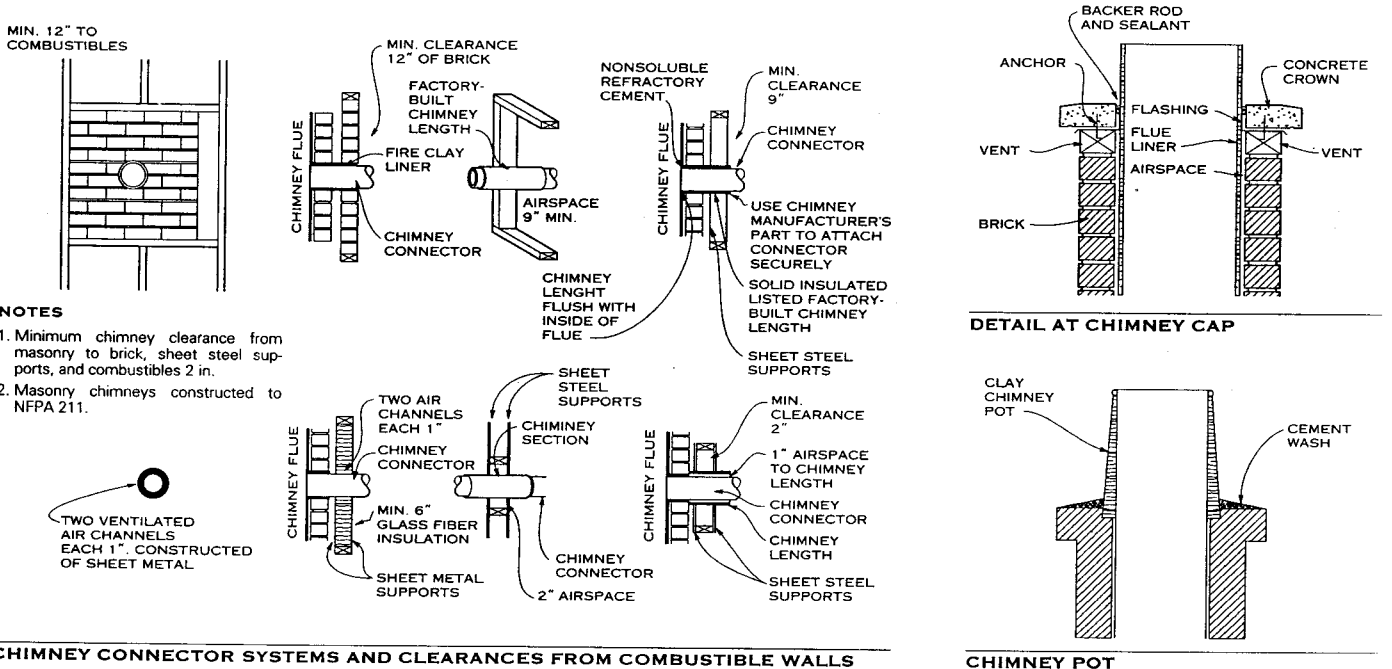 MIN. 12" TO
COMBUSTIBLES
NOTES
1. Minimum chimney clearance from
masonry to brick, sheet steel sup-
ports, and combustibles 2 in.
2. Masonry chimneys constructed to
NFPA 211.
TWO VENTILATED
AIR CHANNELS
EACH 1". CONSTRUCTED
OF SHEET METAL
MIN. CLEARANCE
12" OF BRICK
FACTORY-
BUILT
CHIMNEY
LENGTH
CHIMNEY FLUE
FIRE CLAY
LINER
AIRSPACE
9" MIN.
CHIMNEY
CONNECTOR
NONSOLUBLE
REFRACTORY
CEMENT
MIN.
CLEARANCE
9"
CHIMNEY
CONNECTOR
CHIMNEY FLUE
USE CHIMNEY
MANUFACTURER'S
PART TO ATTACH
CONNECTOR
SECURELY
CHIMNEY
LENGHT
FLUSH WITH
INSIDE OF
FLUE
SOLID INSULATED
LISTED FACTORY-
BUILT CHIMNEY
LENGTH
SHEET STEEL
SUPPORTS
TWO AIR
CHANNELS
EACH 1"
CHIMNEY
CONNECTOR
CHIMNEY FLUE
MIN. 6"
GLASS FIBER
INSULATION
SHEET METAL
SUPPORTS
SHEET
STEEL
SUPPORTS
CHIMINEY
SECTION
CHIMNEY
CONNECTOR
2" AIRSPACE
MIN.
CLEARANCE
2"
CHIMNEY FLUE
1" AIRSPACE
TO CHIMNEY
LENGTH
CHIMNEY
CONNECTOR
CHIMNEY
LENGTH
SHEET STEEL
SUPPORTS
CHIMNEY CONNECTOR SYSTEMS AND CLEARANCES FROM COMBUSTIBLE WALLS
BACKER ROD
AND SEALANT
ANCHOR
CONCRETE
CROWN
FLASHING
FLUE
LINER
VENT
VENT
AIRSPACE
BRICK
DETAIL AT CHIMNEY CAP
CLAY
CHIMNEY
POT
CEMENT
WASH
CHIMNEY POT